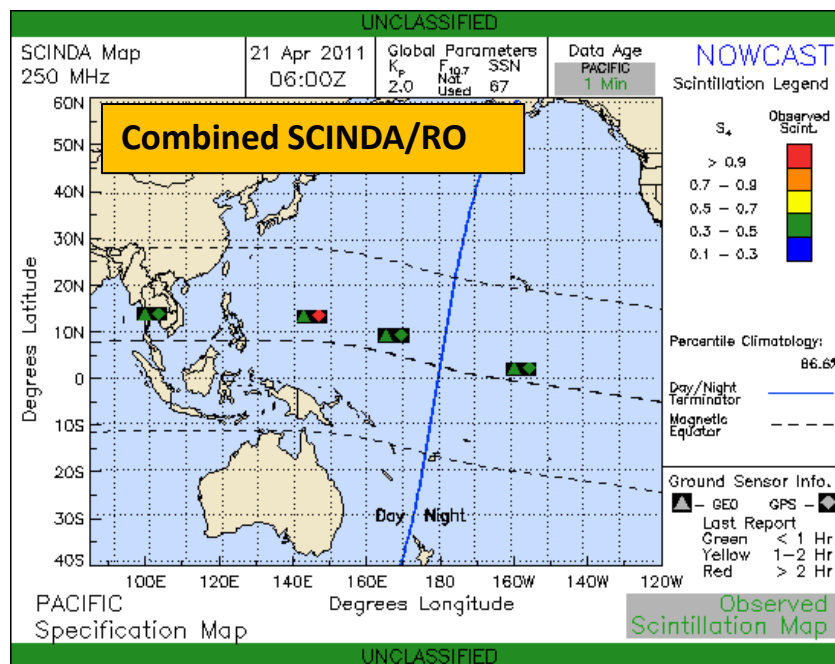 UNCLASSIFIED
SCINDA Map
250 MHz
21 Apr 2011
06:00Z
Global Parameters
Kp F10.7 SSN
2.0 Not Used 67
Data Age
PACIFIC
1 Min
NOWCAST
Scintillation Legend
S4
Observed
Scint.
> 0.9
0.7 - 0.9
0.5 - 0.7
0.3 - 0.5
0.1 - 0.3
Percentile Climatology:
86.6%
Day/Night
Terminator
Magnetic
Equator
Ground Sensor Info.
- GEO GPS -
Last Report
Green < 1 Hr
Yellow 1-2 Hr
Red > 2 Hr
Combined SCINDA/RO
Degrees Latitude
60N
50N
40N
30N
20N
10N
0
10S
20S
30S
40S
Day Night
100E 120E 140E 160E 180 160W 140W 120W
Degrees Longitude
PACIFIC
Specification Map
Observed
Scintillation Map
UNCLASSIFIED